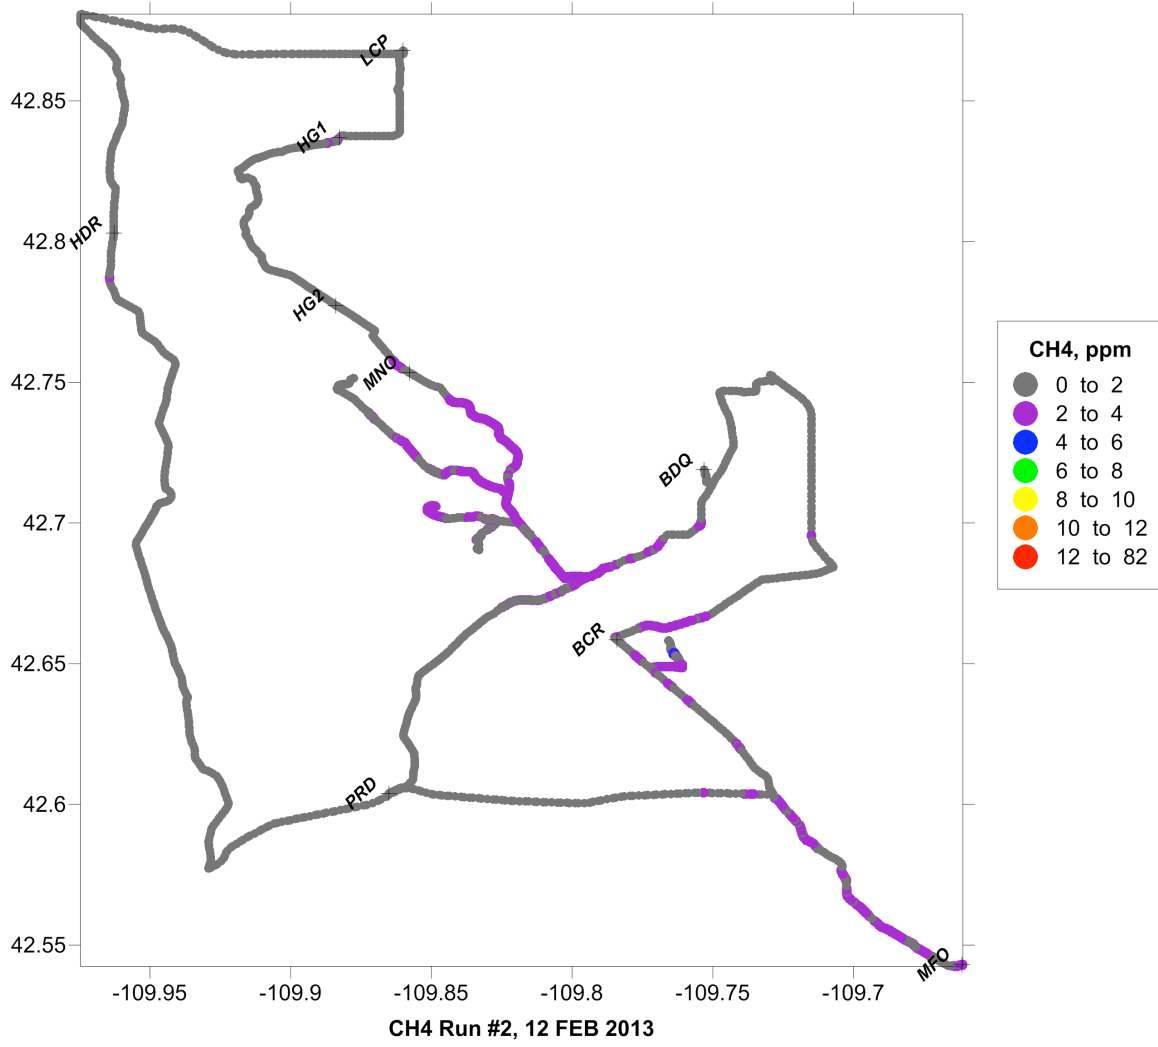 LCP
42.85
HG1
42.8
HDR
HG2
MNO
42.75
BDQ
42.7
BCR
42.65
PRD
42.6
42.55
MFO
-109.95
-109.9
-109.85
-109.8
-109.75
-109.7
CH4 Run #2, 12 FEB 2013
CH4, ppm
0 to 2
2 to 4
4 to 6
6 to 8
8 to 10
10 to 12
12 to 82